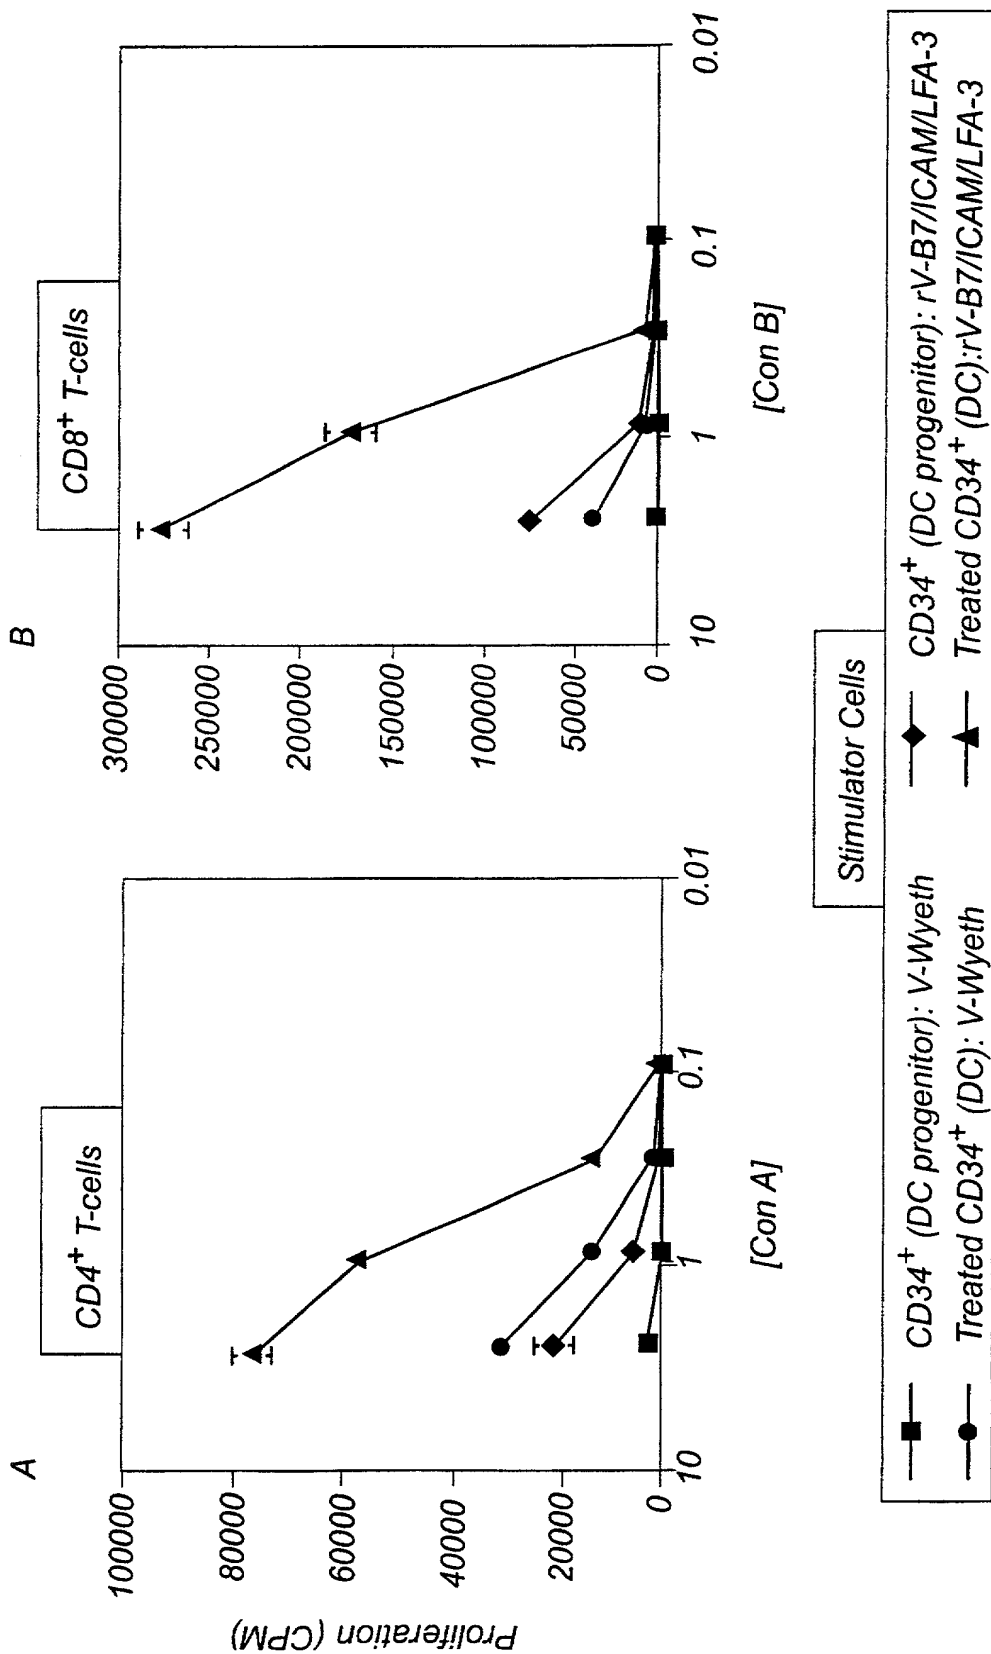 A
CD4+ T-cells
Proliferation (CPM)
100000
80000
60000
40000
20000
0
10
1
0.1
0.01
[Con A]
B
CD8+ T-cells
300000
250000
200000
150000
100000
50000
0
10
1
0.1
0.01
[Con B]
Stimulator Cells
CD34+ (DC progenitor): V-Wyeth
CD34+ (DC progenitor): rV-B7/ICAM/LFA-3
Treated CD34+ (DC): V-Wyeth
Treated CD34+ (DC):rV-B7/ICAM/LFA-3